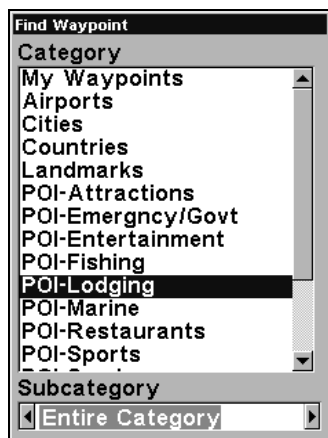 Find Waypoint
Category
My Waypoints
Airports
Cities
Countries
Landmarks
POI-Attractions
POI-Emergncy/Govt
POI-Entertainment
POI-Fishing
POI-Lodging
POI-Marine
POI-Restaurants
POI-Sports
Subcategory
Entire Category